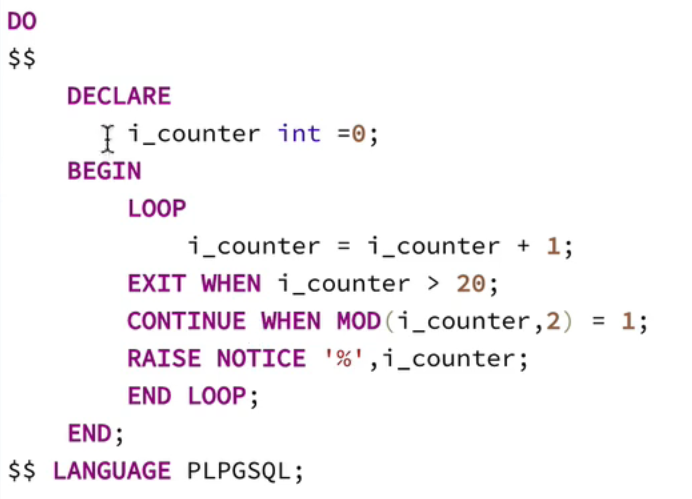 DO
$$
DECLARE
i_counter int =0;
BEGIN
LOOP
i_counter = i_counter + 1;
EXIT WHEN i_counter > 20;
CONTINUE WHEN MOD(i_counter,2) = 1;
RAISE NOTICE '%',i_counter;
END LOOP;
END;
$$ LANGUAGE PLPGSQL;